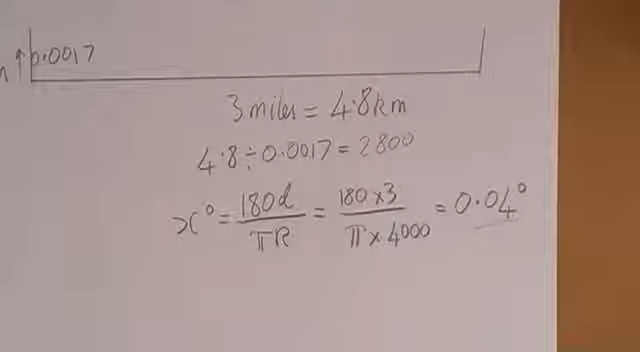 ↑0.0017
3 miles = 4.8km
4.8 ÷ 0.0017 = 2800
x° = 180d / πR = 180 x 3 / π x 4000 = 0.04°